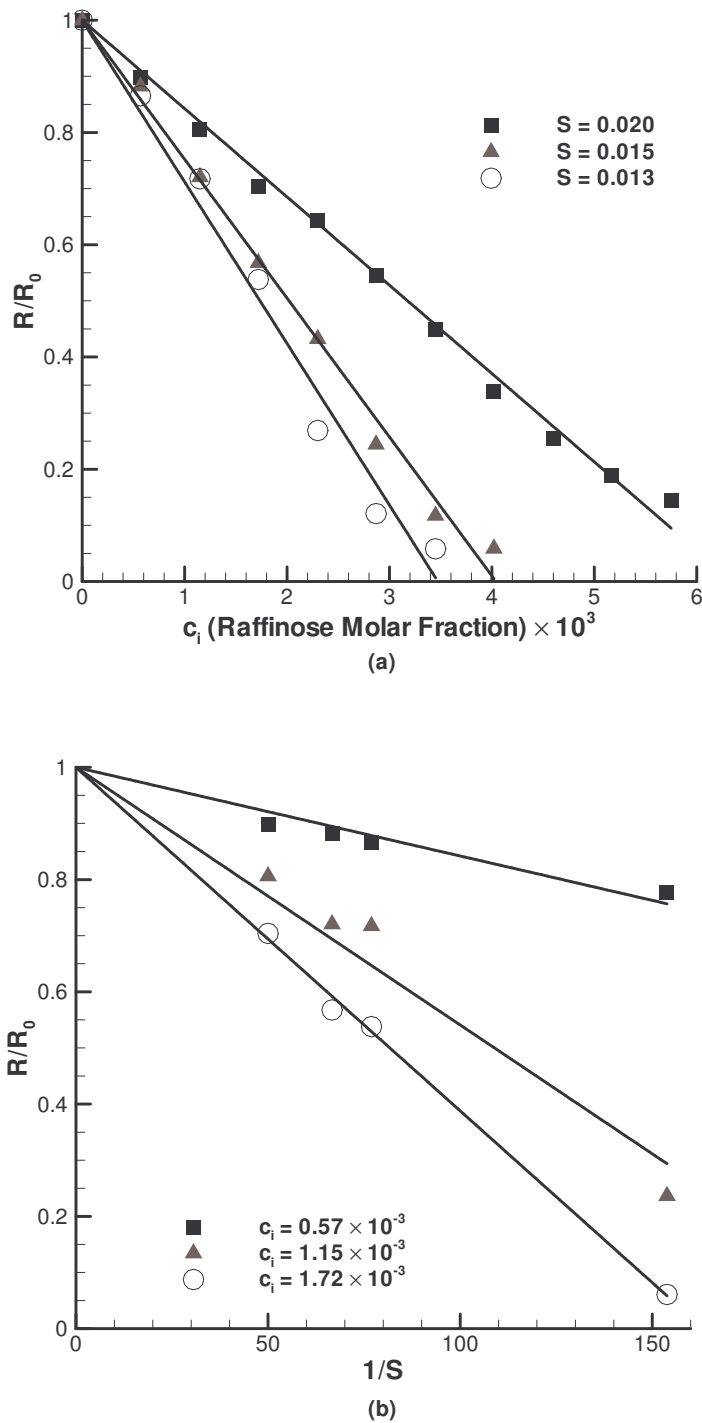 1
0.8
0.6
0.4
0.2
0
R/R₀
S = 0.020
S = 0.015
S = 0.013
0 1 2 3 4 5 6
cᵢ (Raffinose Molar Fraction) × 10³
(a)
1
0.8
0.6
0.4
0.2
0
R/R₀
cᵢ = 0.57 × 10⁻³
cᵢ = 1.15 × 10⁻³
cᵢ = 1.72 × 10⁻³
0 50 100 150
1/S
(b)